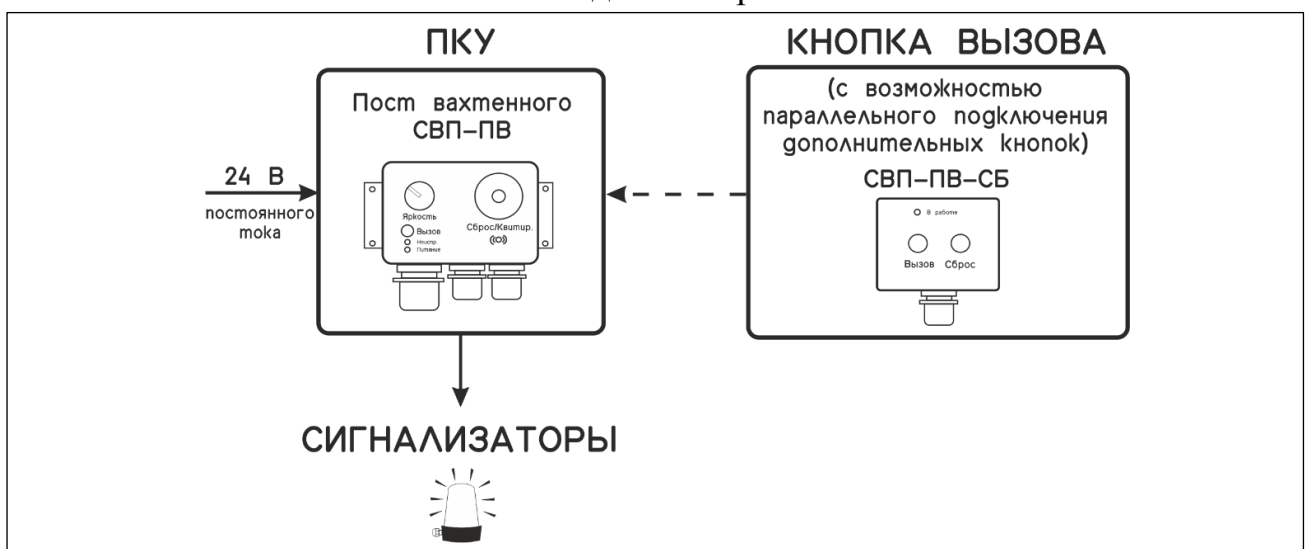 ПКУ
Пост вахтенного
СВП-ПВ
Яркость
Вызов
Неиспр.
Питание
Сброс/Квитир.
24 В
постоянного
тока
КНОПКА ВЫЗОВА
(с возможностью
параллельного подключения
дополнительных кнопок)
СВП-ПВ-СБ
В работе
Вызов Сброс
СИГНАЛИЗАТОРЫ